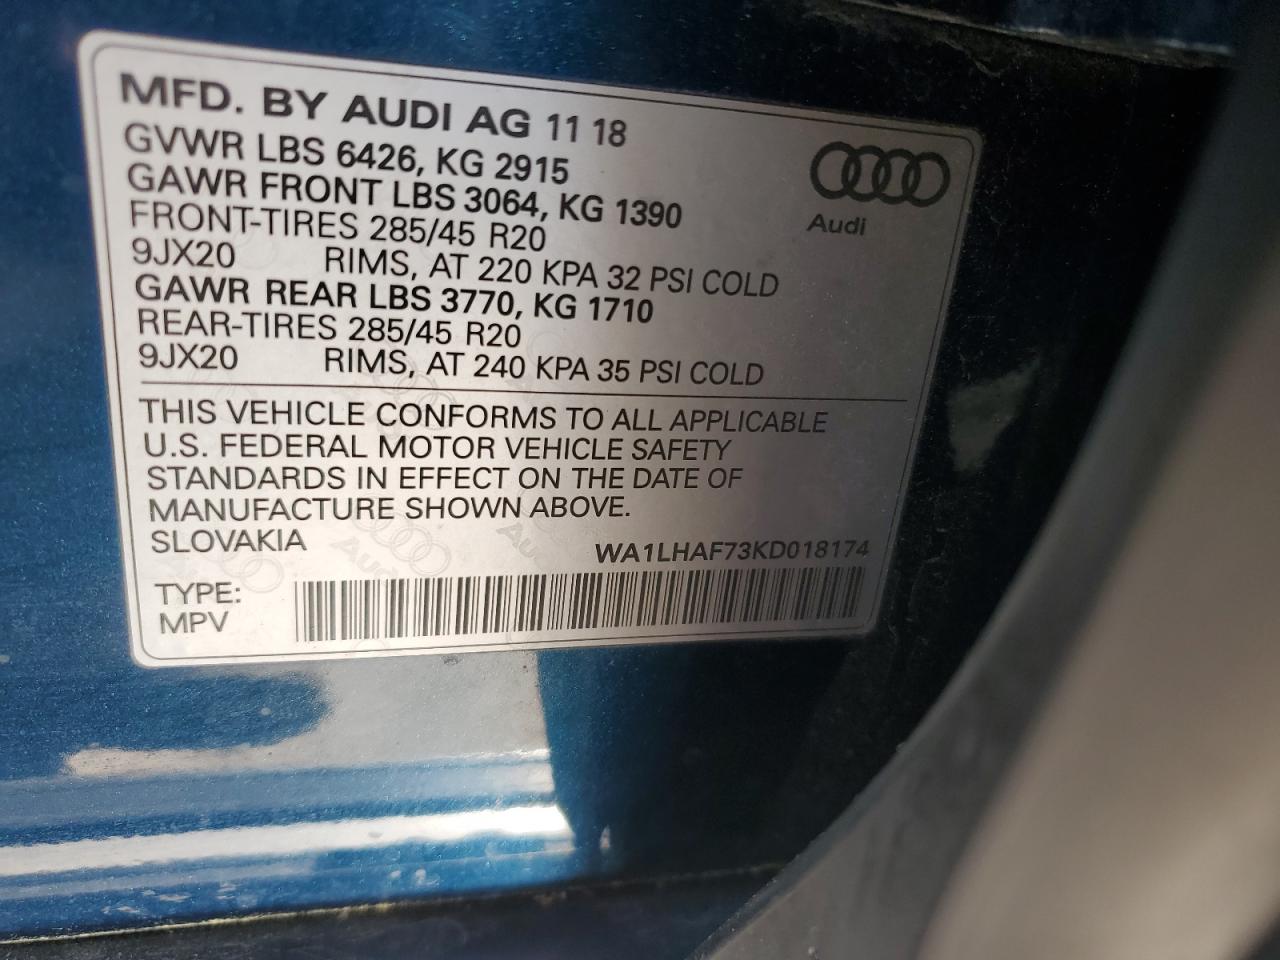 MFD. BY AUDI AG 11 18
GVWR LBS 6426, KG 2915
GAWR FRONT LBS 3064, KG 1390
FRONT-TIRES 285/45 R20
9JX20 RIMS, AT 220 KPA 32 PSI COLD
GAWR REAR LBS 3770, KG 1710
REAR-TIRES 285/45 R20
9JX20 RIMS, AT 240 KPA 35 PSI COLD
Audi
THIS VEHICLE CONFORMS TO ALL APPLICABLE
U.S. FEDERAL MOTOR VEHICLE SAFETY
STANDARDS IN EFFECT ON THE DATE OF
MANUFACTURE SHOWN ABOVE.
SLOVAKIA WA1LHAF73KD018174
TYPE:
MPV